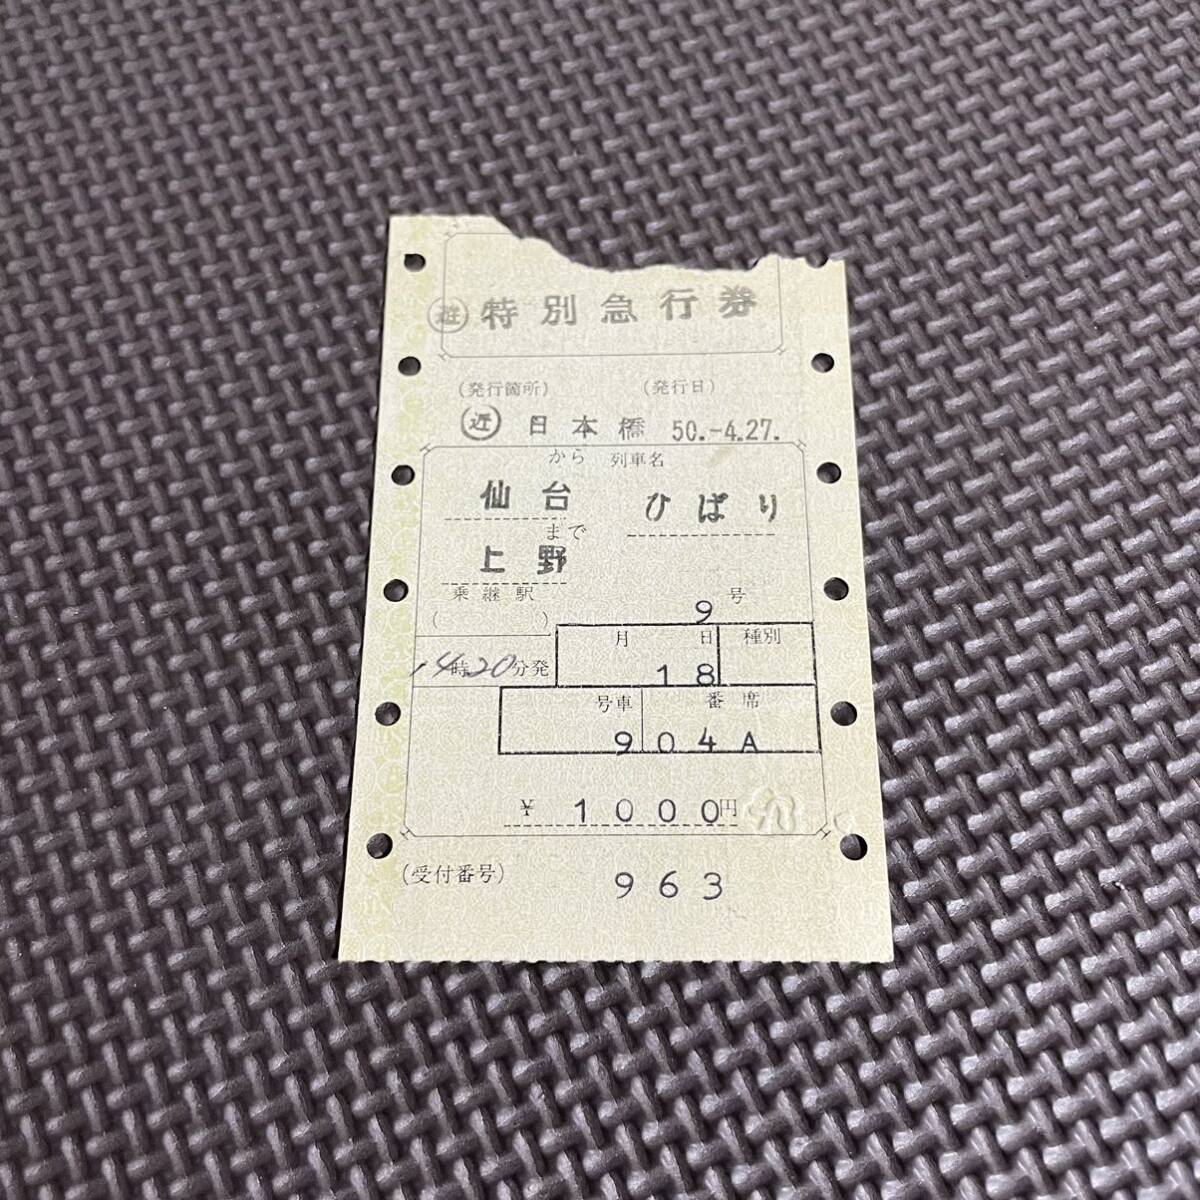 遊 特別急行券
(発行箇所) (発行日)
近 日本橋 50.-4.27.
から 列車名
仙台 ひばり
まで
上野
乗継駅 9号
( )
月 日 種別
14時20分発 18
号車 番席
9 04A
¥ 1000円
(受付番号) 963